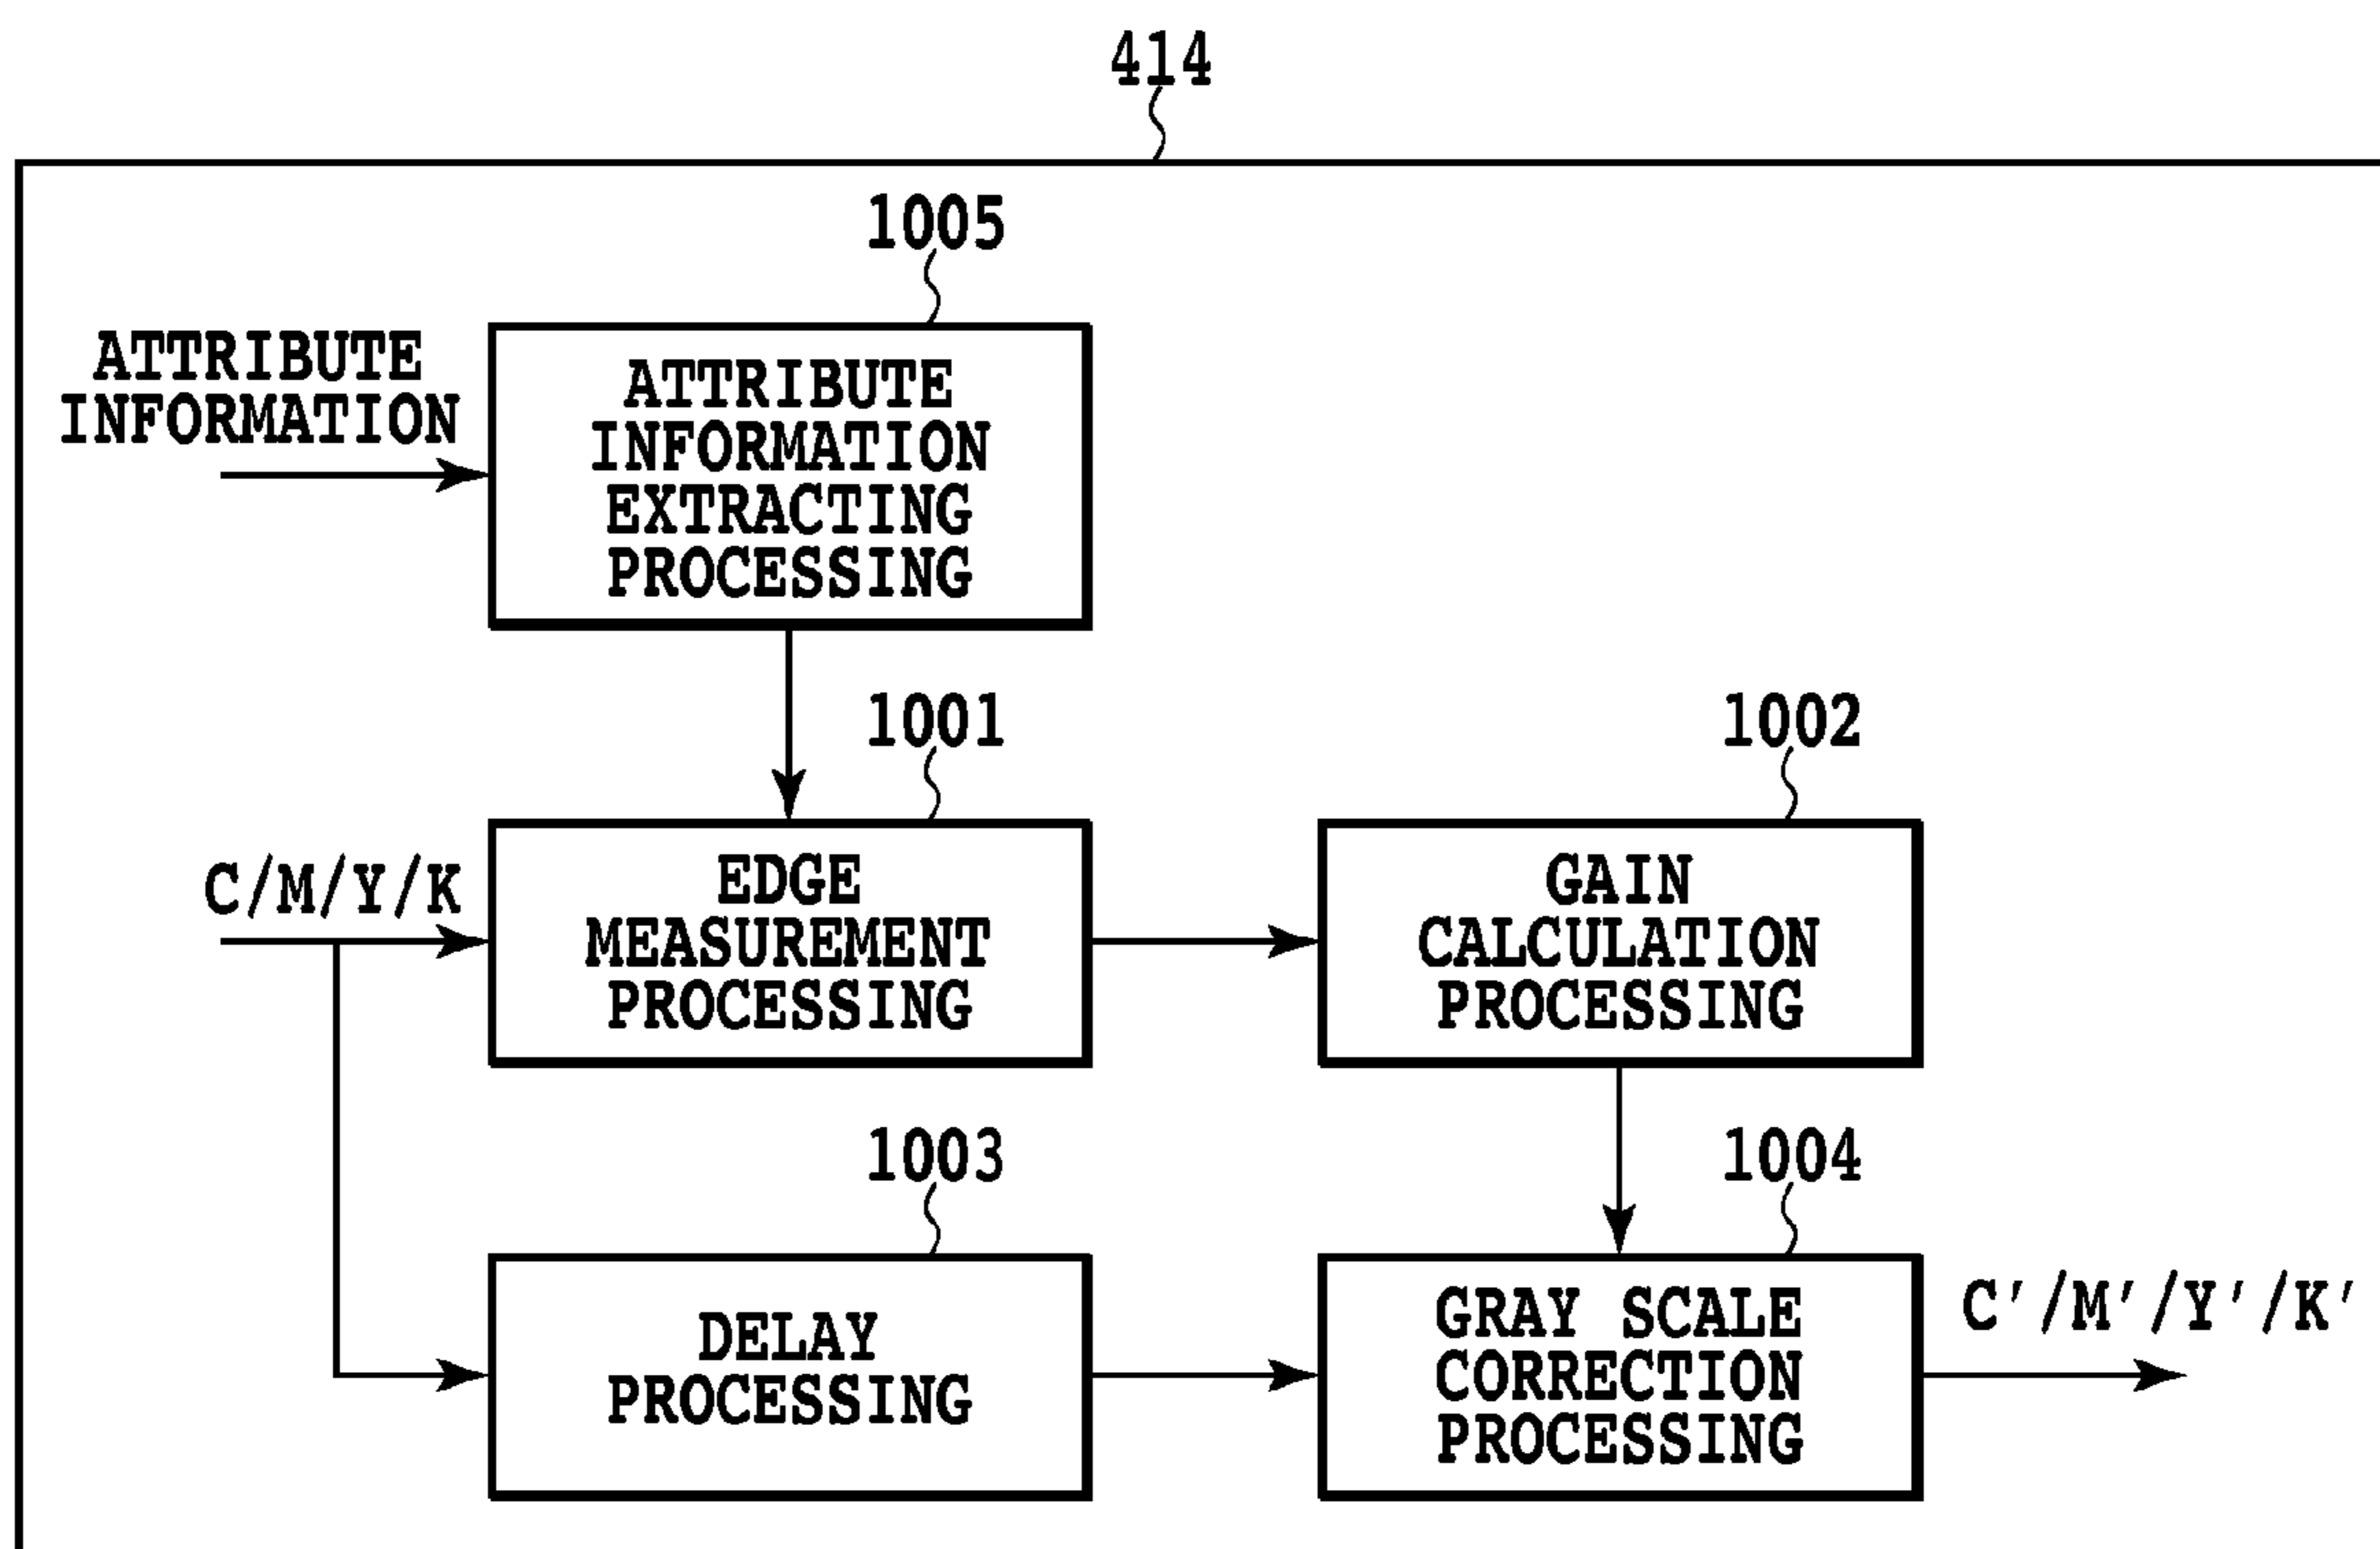 414
1005
ATTRIBUTE
INFORMATION
ATTRIBUTE
INFORMATION
EXTRACTING
PROCESSING
1001
1002
C/M/Y/K
EDGE
MEASUREMENT
PROCESSING
GAIN
CALCULATION
PROCESSING
1003
1004
DELAY
PROCESSING
GRAY SCALE
CORRECTION
PROCESSING
C'/M'/Y'/K'